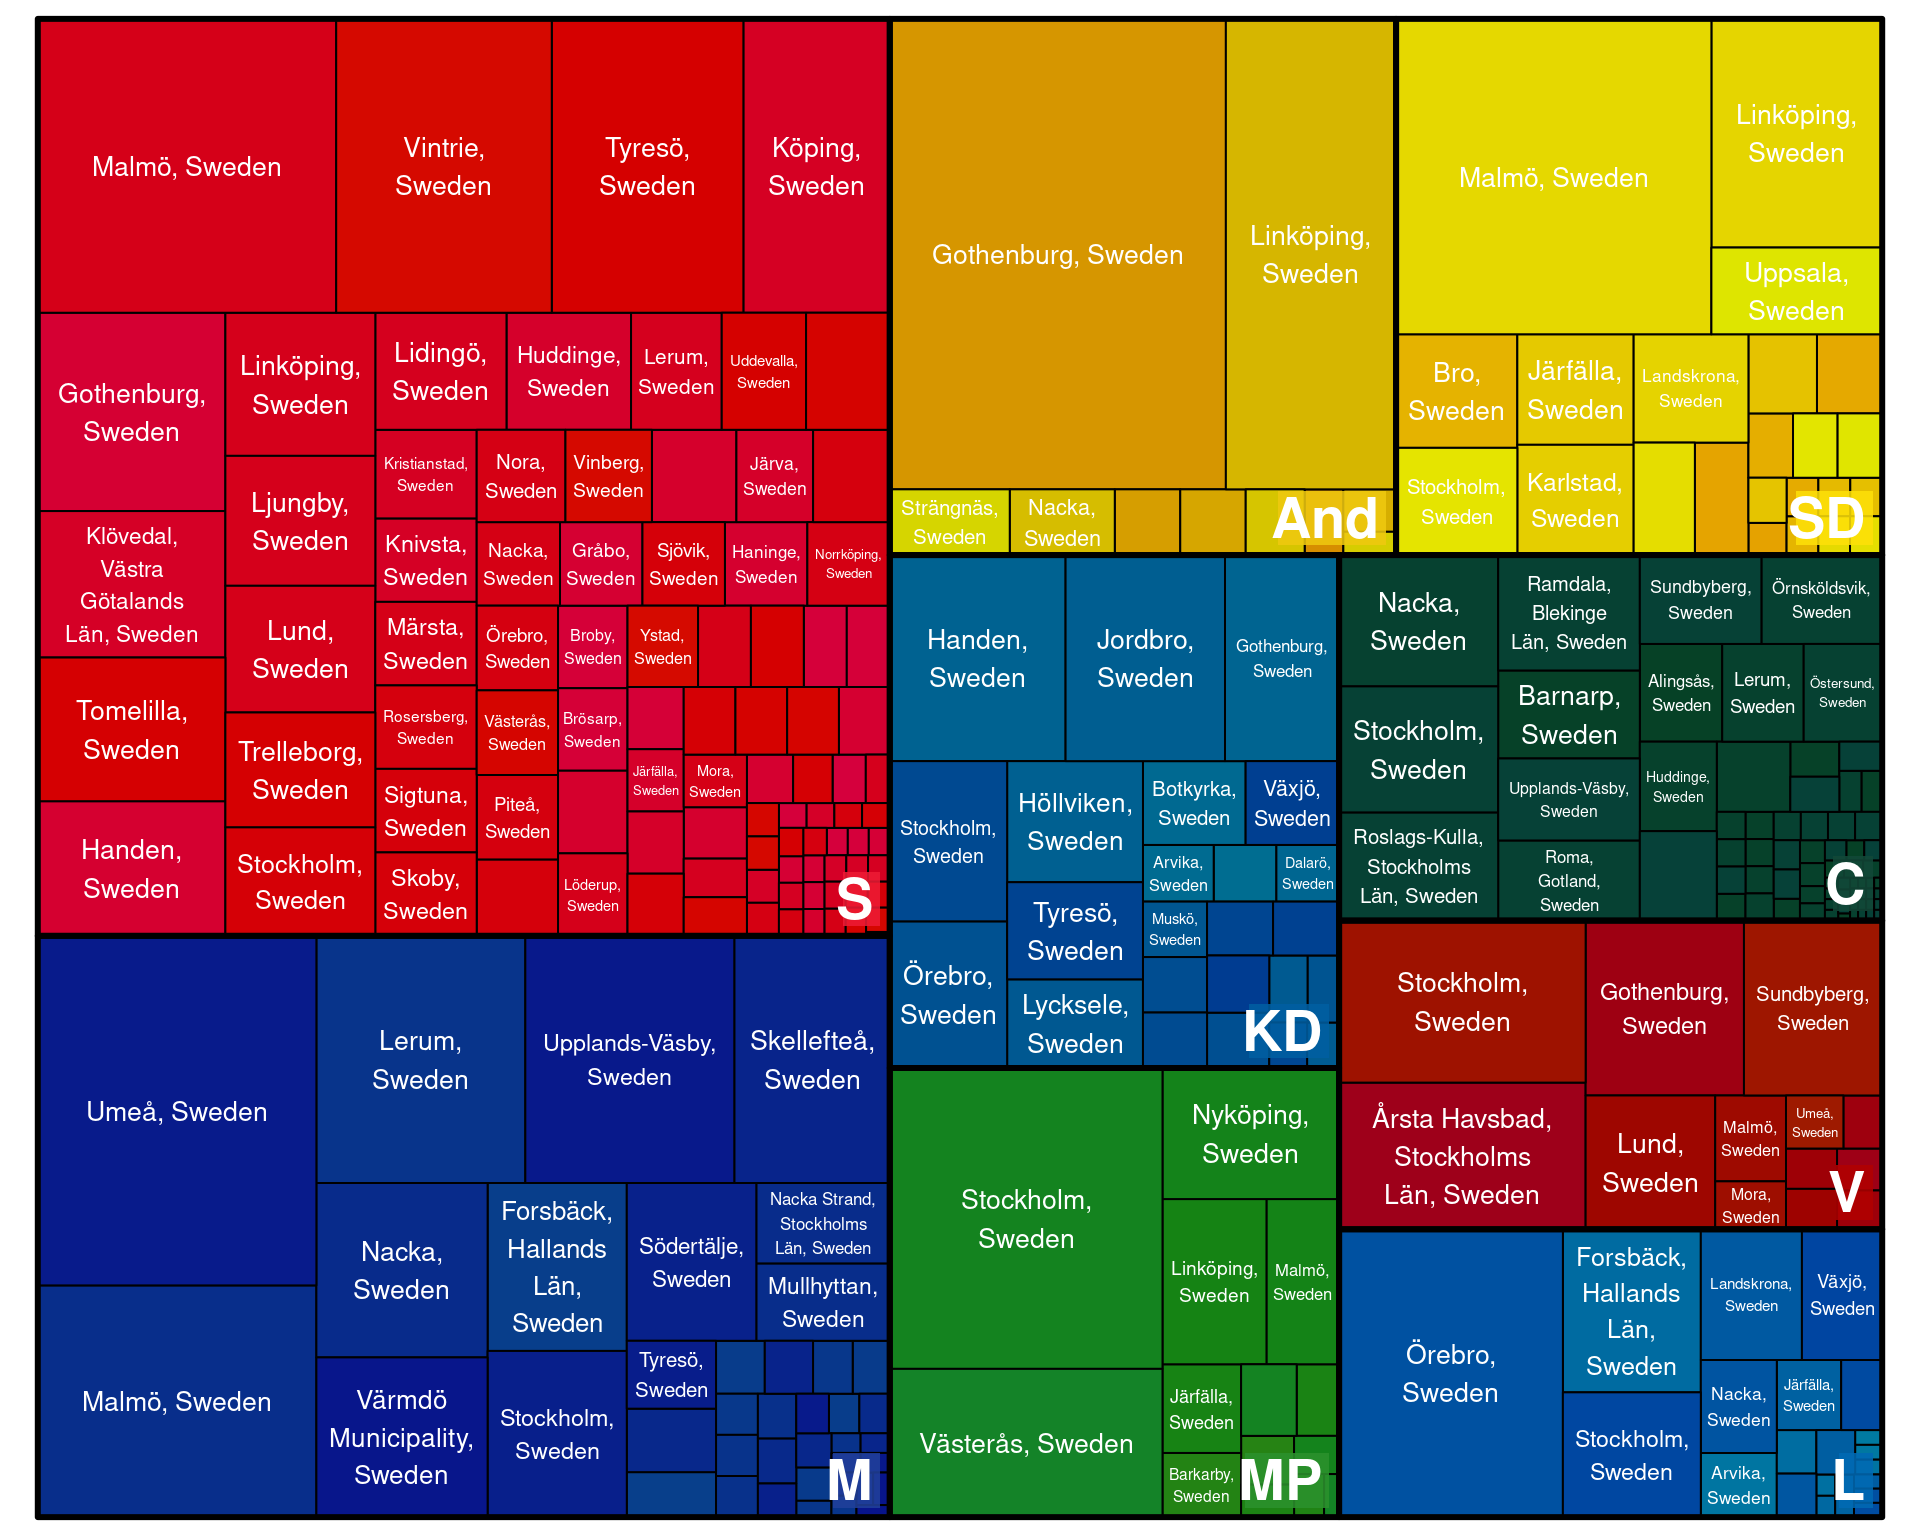 Malmö, Sweden
Vintrie,
Sweden
Tyresö,
Sweden
Köping,
Sweden
Gothenburg,
Sweden
Klövedal,
Västra
Götalands
Län, Sweden
Tomelilla,
Sweden
Handen,
Sweden
Linköping,
Sweden
Ljungby,
Sweden
Lund,
Sweden
Trelleborg,
Sweden
Stockholm,
Sweden
Lidingö,
Sweden
Huddinge,
Sweden
Lerum,
Sweden
Uddevalla,
Sweden
Kristianstad,
Sweden
Nora,
Sweden
Vinberg,
Sweden
Järva,
Sweden
Knivsta,
Sweden
Nacka,
Sweden
Gråbo,
Sweden
Sjövik,
Sweden
Haninge,
Sweden
Norrköping,
Sweden
Märsta,
Sweden
Örebro,
Sweden
Broby,
Sweden
Ystad,
Sweden
Rosersberg,
Sweden
Västerås,
Sweden
Brösarp,
Sweden
Järfälla,
Sweden
Mora,
Sweden
Sigtuna,
Sweden
Piteå,
Sweden
Skoby,
Sweden
Löderup,
Sweden
S
Gothenburg, Sweden
Linköping,
Sweden
Strängnäs,
Sweden
Nacka,
Sweden
And
Malmö, Sweden
Linköping,
Sweden
Uppsala,
Sweden
Bro,
Sweden
Järfälla,
Sweden
Landskrona,
Sweden
Stockholm,
Sweden
Karlstad,
Sweden
SD
Handen,
Sweden
Jordbro,
Sweden
Gothenburg,
Sweden
Stockholm,
Sweden
Höllviken,
Sweden
Botkyrka,
Sweden
Växjö,
Sweden
Arvika,
Sweden
Dalarö,
Sweden
Tyresö,
Sweden
Muskö,
Sweden
Örebro,
Sweden
Lycksele,
Sweden
KD
Nacka,
Sweden
Ramdala,
Blekinge
Län, Sweden
Sundbyberg,
Sweden
Örnsköldsvik,
Sweden
Alingsås,
Sweden
Lerum,
Sweden
Östersund,
Sweden
Stockholm,
Sweden
Barnarp,
Sweden
Upplands-Väsby,
Sweden
Huddinge,
Sweden
Roslags-Kulla,
Stockholms
Län, Sweden
Roma,
Gotland,
Sweden
C
Umeå, Sweden
Malmö, Sweden
Lerum,
Sweden
Upplands-Väsby,
Sweden
Skellefteå,
Sweden
Nacka,
Sweden
Forsbäck,
Hallands
Län,
Sweden
Södertälje,
Sweden
Nacka Strand,
Stockholms
Län, Sweden
Mullhyttan,
Sweden
Värmdö
Municipality,
Sweden
Stockholm,
Sweden
Tyresö,
Sweden
M
Stockholm,
Sweden
Västerås, Sweden
Nyköping,
Sweden
Linköping,
Sweden
Malmö,
Sweden
Järfälla,
Sweden
Barkarby,
Sweden
MP
Stockholm,
Sweden
Gothenburg,
Sweden
Sundbyberg,
Sweden
Årsta Havsbad,
Stockholms
Län, Sweden
Lund,
Sweden
Malmö,
Sweden
Umeå,
Sweden
Mora,
Sweden
V
Örebro,
Sweden
Forsbäck,
Hallands
Län,
Sweden
Landskrona,
Sweden
Växjö,
Sweden
Stockholm,
Sweden
Nacka,
Sweden
Järfälla,
Sweden
Arvika,
Sweden
L